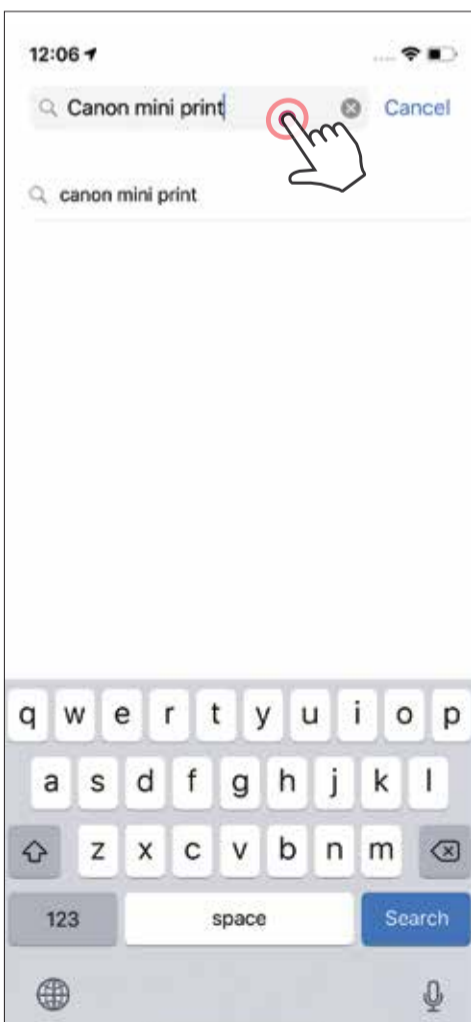 12:06
Canon mini print
Cancel
canon mini print
q w e r t y u i o p
a s d f g h j k l
z x c v b n m
123 space Search